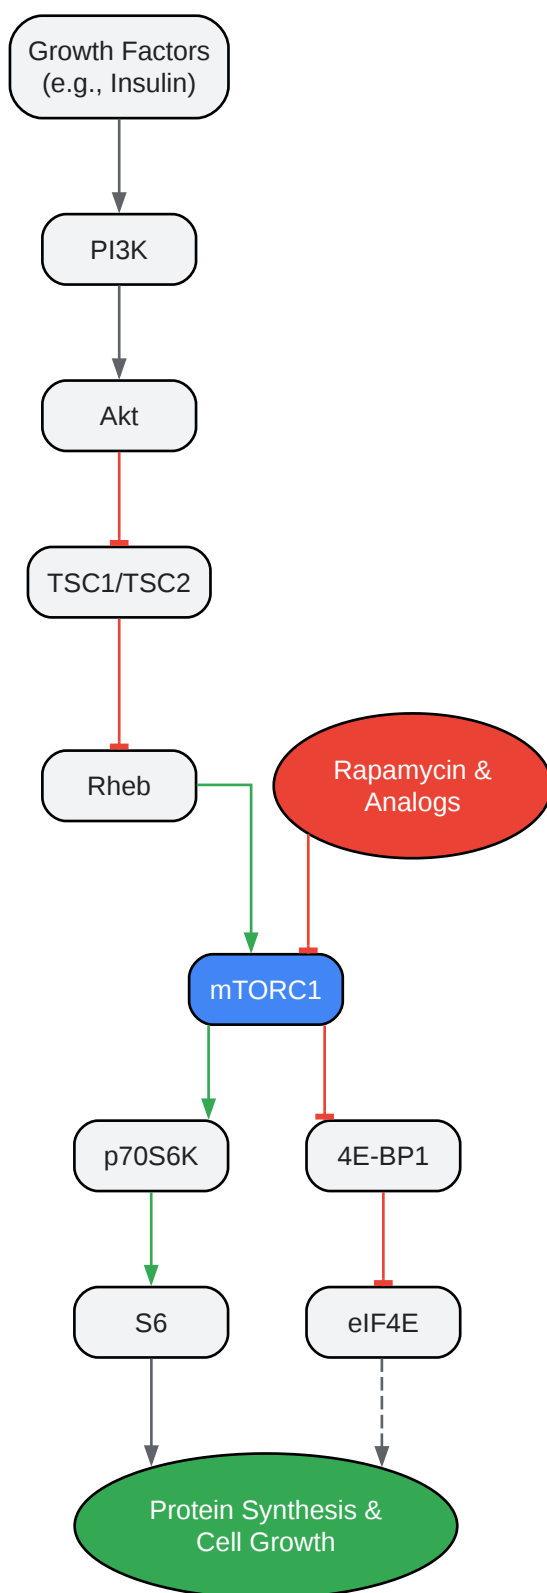 Growth Factors
(e.g., Insulin)
PI3K
Akt
TSC1/TSC2
Rheb
Rapamycin &
Analogs
mTORC1
p70S6K
4E-BP1
S6
eIF4E
Protein Synthesis &
Cell Growth